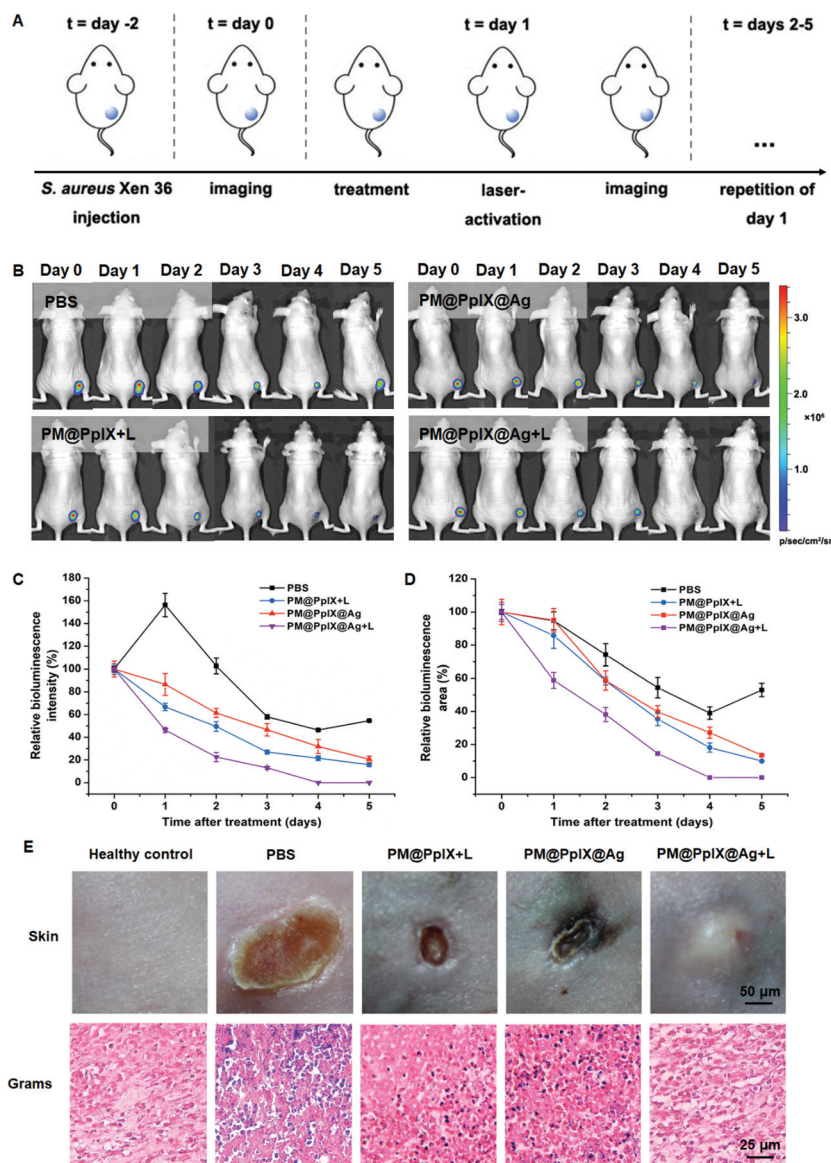 A
t = day -2
t = day 0
t = day 1
t = days 2-5
...
S. aureus Xen 36
injection
imaging
treatment
laser-
activation
imaging
repetition of
day 1
B
Day 0 Day 1 Day 2 Day 3 Day 4 Day 5
PBS
Day 0 Day 1 Day 2 Day 3 Day 4 Day 5
PM@PpIX@Ag
PM@PpIX+L
PM@PpIX@Ag+L
3.0
2.0
×10⁶
1.0
p/sec/cm²/sr
C
Relative bioluminescence
intensity (%)
180
160
140
120
100
80
60
40
20
0
PBS
PM@PpIX+L
PM@PpIX@Ag
PM@PpIX@Ag+L
0 1 2 3 4 5
Time after treatment (days)
D
Relative bioluminescence
area (%)
120
100
80
60
40
20
0
PBS
PM@PpIX+L
PM@PpIX@Ag
PM@PpIX@Ag+L
0 1 2 3 4 5
Time after treatment (days)
E
Healthy control
PBS
PM@PpIX+L
PM@PpIX@Ag
PM@PpIX@Ag+L
Skin
50 μm
Grams
25 μm